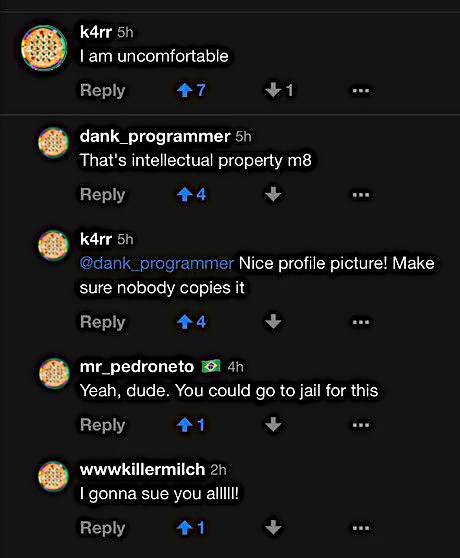 k4rr 5h
I am uncomfortable
Reply 7 1 ...
dank_programmer 5h
That's intellectual property m8
Reply 4 ...
k4rr 5h
@dank_programmer Nice profile picture! Make
sure nobody copies it
Reply 4 ...
mr_pedroneto 🇧🇷 4h
Yeah, dude. You could go to jail for this
Reply 1 ...
wwwkillermilch 2h
I gonna sue you alllll!
Reply 1 ...